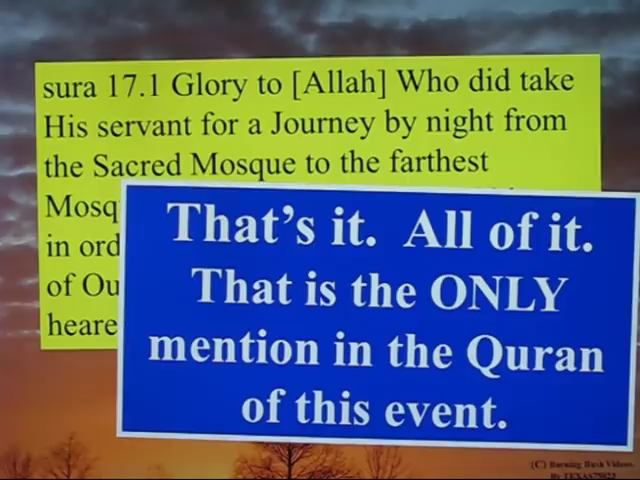 sura 17.1 Glory to [Allah] Who did take
His servant for a Journey by night from
the Sacred Mosque to the farthest
Mosq
in ord
of Ou
heare
That's it. All of it.
That is the ONLY
mention in the Quran
of this event.
(C) Burning Bush Videos.
By TEXAS75023